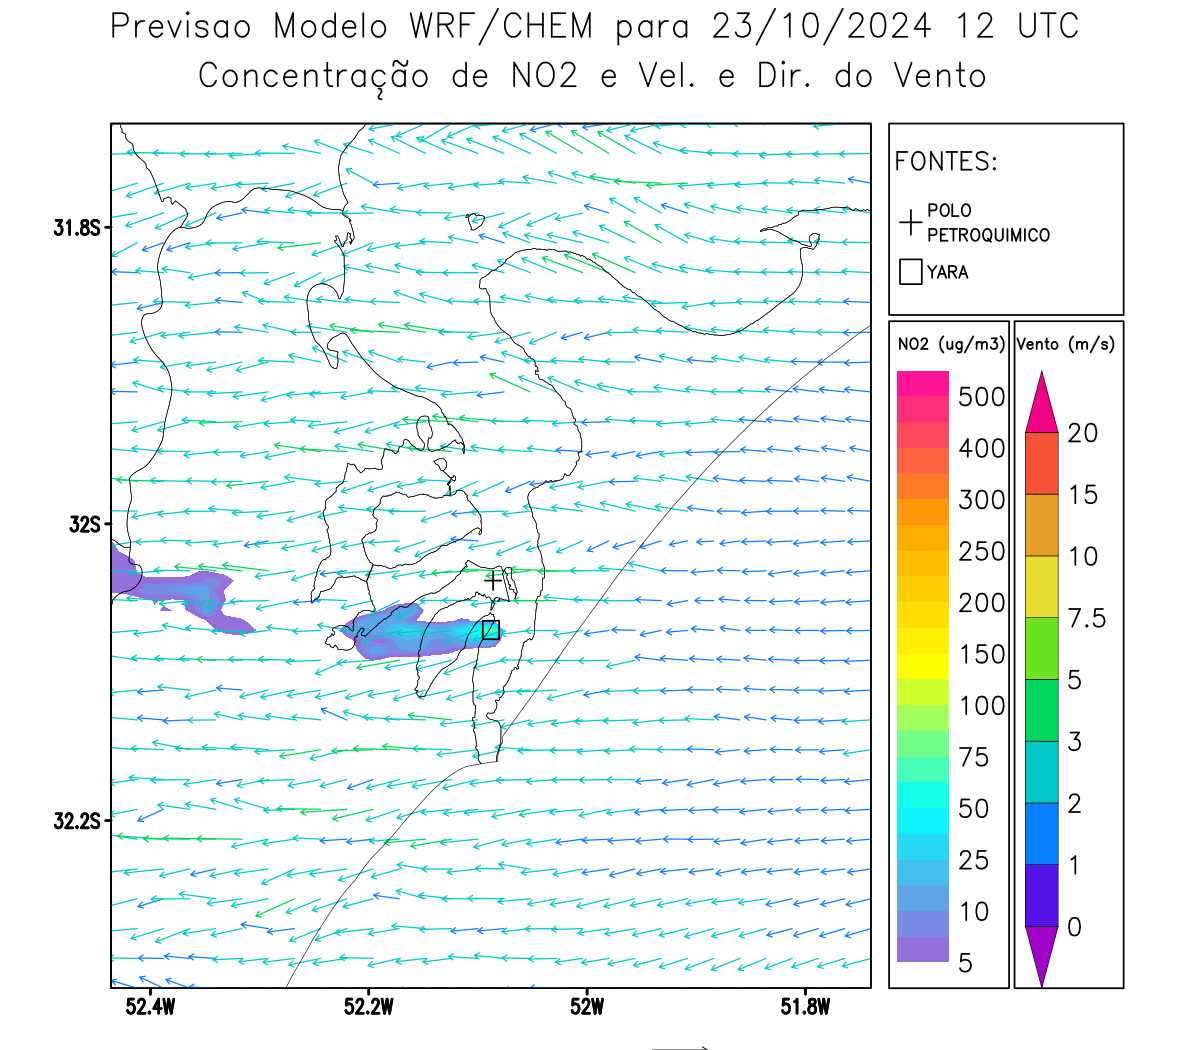 Previsao Modelo WRF/CHEM para 23/10/2024 12 UTC
Concentração de NO2 e Vel. e Dir. do Vento
FONTES:
POLO
PETROQUIMICO
YARA
NO2 (ug/m3)
500
400
300
250
200
150
100
75
50
25
10
5
Vento (m/s)
20
15
10
7.5
5
3
2
1
0
31.8S
32S
32.2S
52.4W
52.2W
52W
51.8W